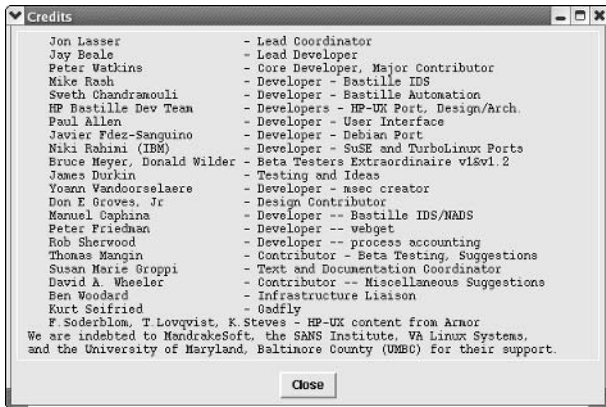 Credits
Jon Lasser - Lead Coordinator
Jay Beale - Lead Developer
Peter Watkins - Core Developer, Major Contributor
Mike Rash - Developer - Bastille IDS
Sveth Chandramouli - Developer - Bastille Automation
HP Bastille Dev Team - Developers - HP-UX Port, Design/Arch.
Paul Allen - Developer - User Interface
Javier Fdez-Sanguino - Developer - Debian Port
Niki Rahimi (IBM) - Developer - SuSE and TurboLinux Ports
Bruce Meyer, Donald Wilder - Beta Testers Extraordinaire v1&v1.2
James Durkin - Testing and Ideas
Yoann Vandoorselaere - Developer - msec creator
Don E Groves, Jr - Design Contributor
Manuel Caphina - Developer -- Bastille IDS/NADS
Peter Friedman - Developer -- webget
Rob Sherwood - Developer -- process accounting
Thomas Mangin - Contributor - Beta Testing, Suggestions
Susan Marie Groppi - Text and Documentation Coordinator
David A. Wheeler - Contributor -- Miscellaneous Suggestions
Ben Woodard - Infrastructure Liaison
Kurt Seifried - Gadfly
F.Soderblom, T.Lovqvist, K.Steves - HP-UX content from Armor
We are indebted to MandrakeSoft, the SANS Institute, VA Linux Systems,
and the University of Maryland, Baltimore County (UMBC) for their support.
Close